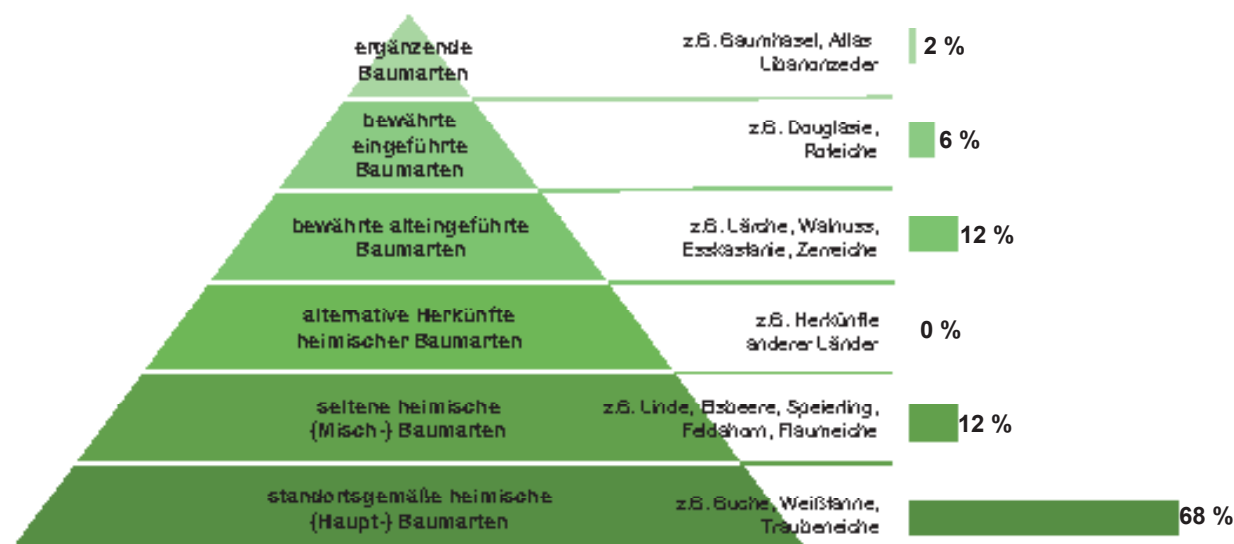 ergänzende
Baumarten
z.B. Baumhasel, Atlas
Libanonzeder
2 %
bewährte
eingeführte
Baumarten
z.B. Douglasie,
Roteiche
6 %
bewährte alteingeführte
Baumarten
z.B. Lärche, Walnuss,
Esskastanie, Zerreiche
12 %
alternative Herkünfte
heimischer Baumarten
z.B. Herkünfte
anderer Länder
0 %
seltene heimische
(Misch-) Baumarten
z.B. Linde, Elsbeere, Speierling,
Feldahorn, Flaumeiche
12 %
standortsgemäße heimische
(Haupt-) Baumarten
z.B. Buche, Weißtanne,
Traubeneiche
68 %